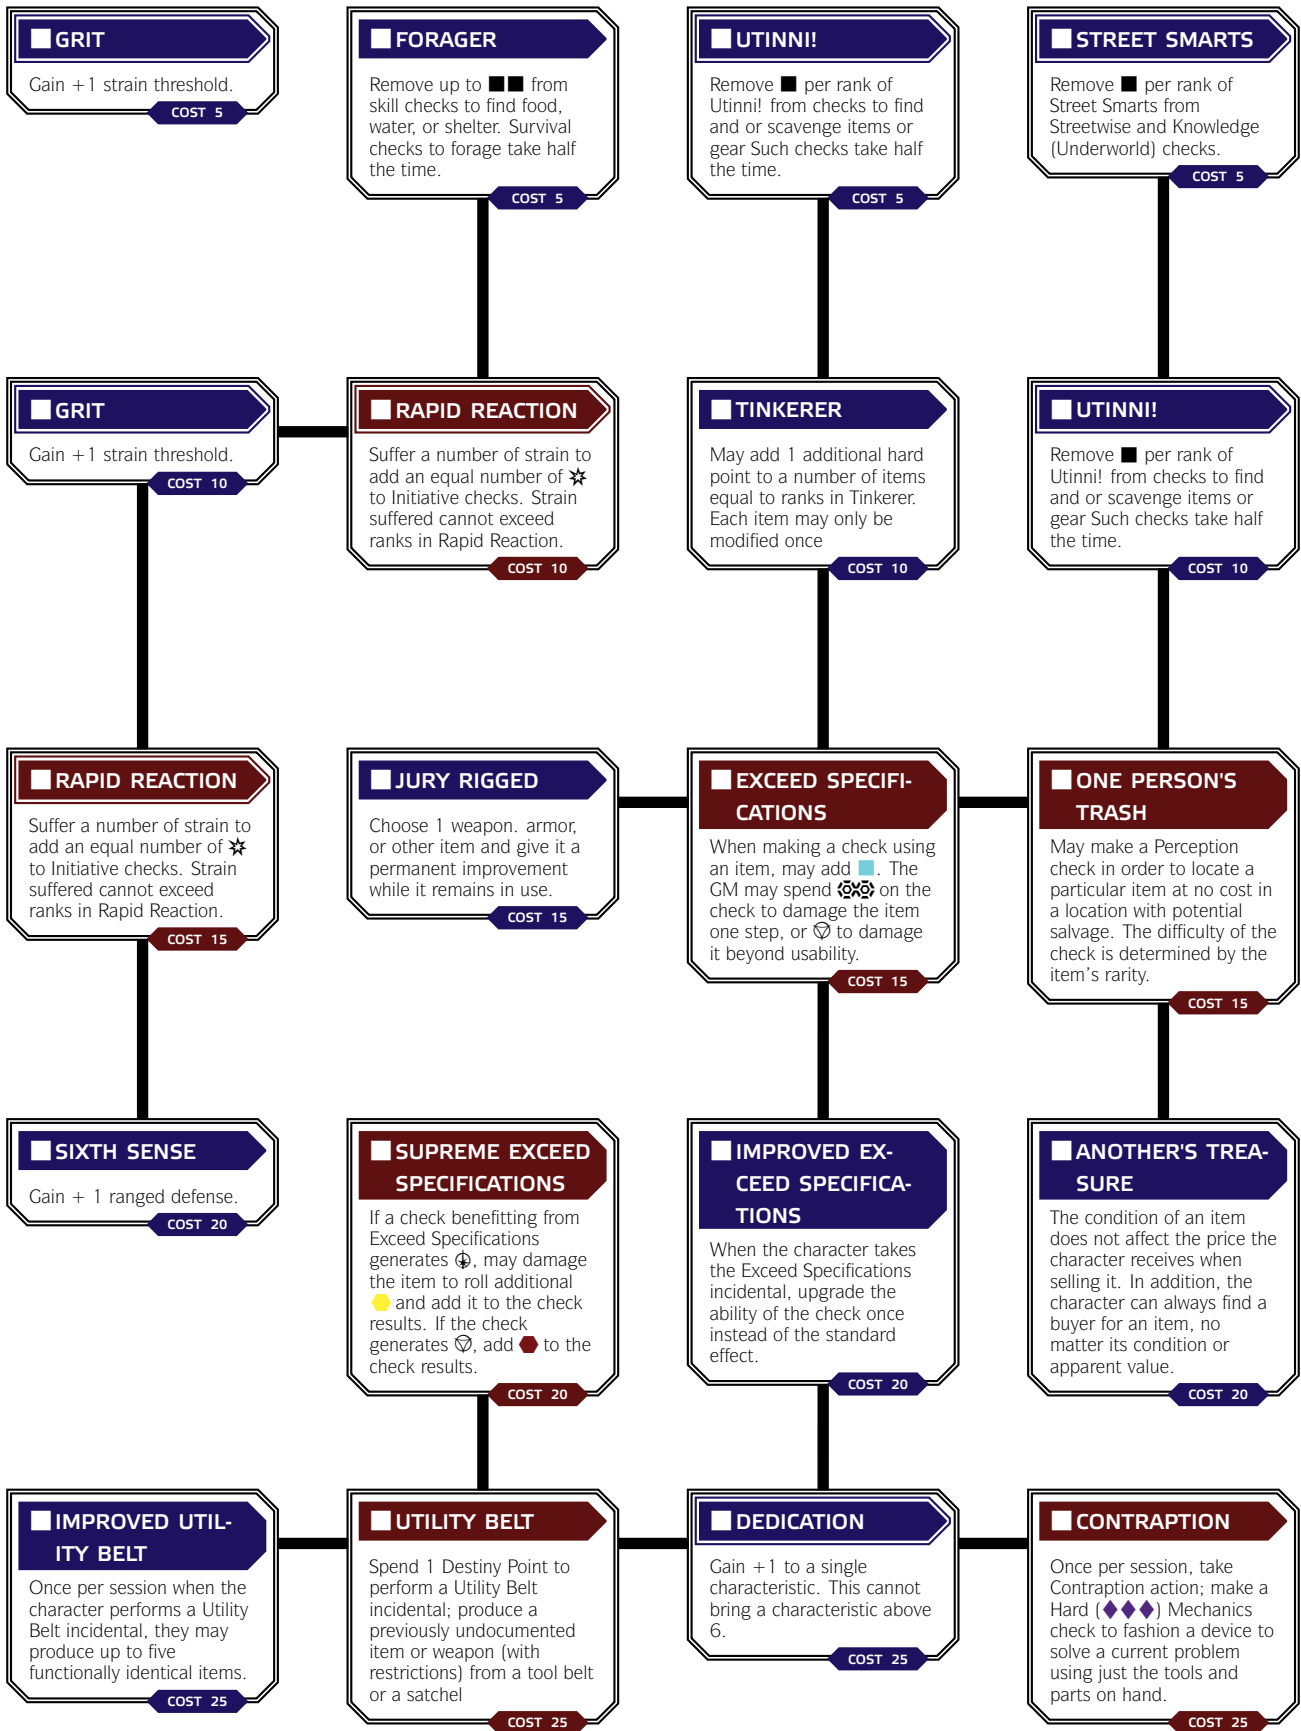 GRIT
Gain +1 strain threshold.
COST 5
FORAGER
Remove up to ■■ from
skill checks to find food,
water, or shelter. Survival
checks to forage take half
the time.
COST 5
UTINNI!
Remove ■ per rank of
Utinni! from checks to find
and or scavenge items or
gear Such checks take half
the time.
COST 5
STREET SMARTS
Remove ■ per rank of
Street Smarts from
Streetwise and Knowledge
(Underworld) checks.
COST 5
GRIT
Gain +1 strain threshold.
COST 10
RAPID REACTION
Suffer a number of strain to
add an equal number of
to Initiative checks. Strain
suffered cannot exceed
ranks in Rapid Reaction.
COST 10
TINKERER
May add 1 additional hard
point to a number of items
equal to ranks in Tinkerer.
Each item may only be
modified once
COST 10
UTINNI!
Remove ■ per rank of
Utinni! from checks to find
and or scavenge items or
gear Such checks take half
the time.
COST 10
RAPID REACTION
Suffer a number of strain to
add an equal number of
to Initiative checks. Strain
suffered cannot exceed
ranks in Rapid Reaction.
COST 15
JURY RIGGED
Choose 1 weapon. armor,
or other item and give it a
permanent improvement
while it remains in use.
COST 15
EXCEED SPECIFI-
CATIONS
When making a check using
an item, may add ■. The
GM may spend on the
check to damage the item
one step, or to damage
it beyond usability.
COST 15
ONE PERSON'S
TRASH
May make a Perception
check in order to locate a
particular item at no cost in
a location with potential
salvage. The difficulty of the
check is determined by the
item's rarity.
COST 15
SIXTH SENSE
Gain + 1 ranged defense.
COST 20
SUPREME EXCEED
SPECIFICATIONS
If a check benefitting from
Exceed Specifications
generates , may damage
the item to roll additional
and add it to the check
results. If the check
generates , add to the
check results.
COST 20
IMPROVED EX-
CEED SPECIFICA-
TIONS
When the character takes
the Exceed Specifications
incidental, upgrade the
ability of the check once
instead of the standard
effect.
COST 20
ANOTHER'S TREA-
SURE
The condition of an item
does not affect the price the
character receives when
selling it. In addition, the
character can always find a
buyer for an item, no
matter its condition or
apparent value.
COST 20
IMPROVED UTIL-
ITY BELT
Once per session when the
character performs a Utility
Belt incidental, they may
produce up to five
functionally identical items.
COST 25
UTILITY BELT
Spend 1 Destiny Point to
perform a Utility Belt
incidental; produce a
previously undocumented
item or weapon (with
restrictions) from a tool belt
or a satchel
COST 25
DEDICATION
Gain +1 to a single
characteristic. This cannot
bring a characteristic above
6.
COST 25
CONTRAPTION
Once per session, take
Contraption action; make a
Hard (♦♦♦) Mechanics
check to fashion a device to
solve a current problem
using just the tools and
parts on hand.
COST 25